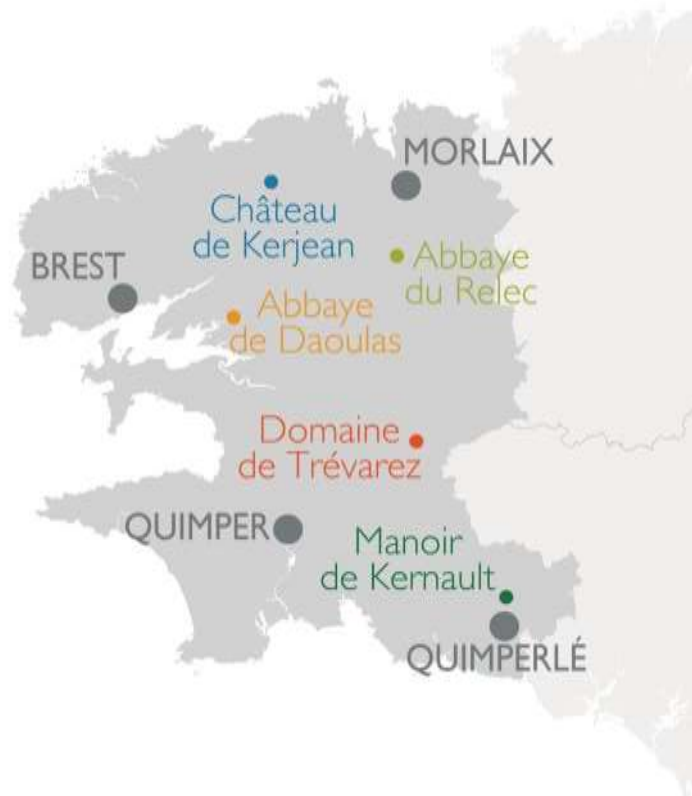 MORLAIX
Château
de Kerjean
BREST
Abbaye
du Relec
Abbaye
de Daoulas
Domaine
de Trévarez
QUIMPER
Manoir
de Kernault
QUIMPERLÉ